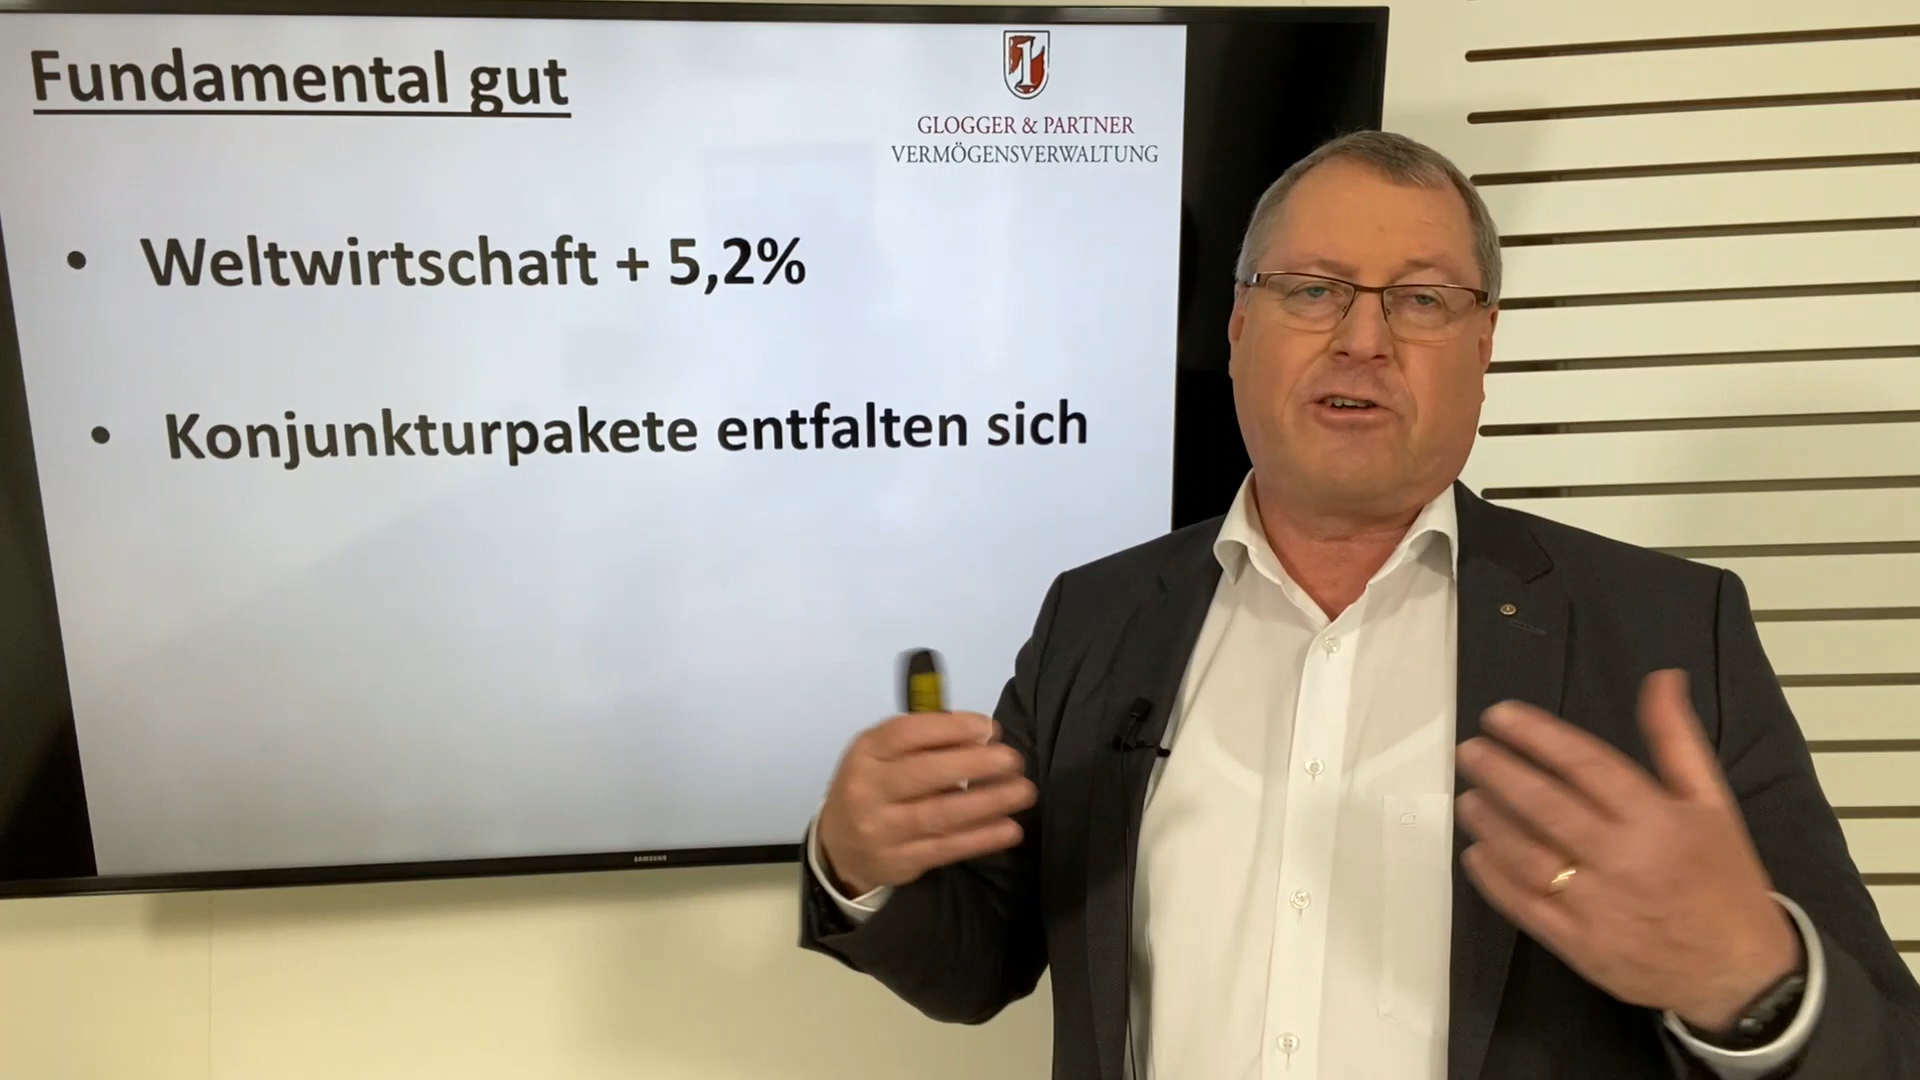 Fundamental gut
GLOGGER & PARTNER
VERMÖGENSVERWALTUNG
• Weltwirtschaft + 5,2%
• Konjunkturpakete entfalten sich
SAMSUNG